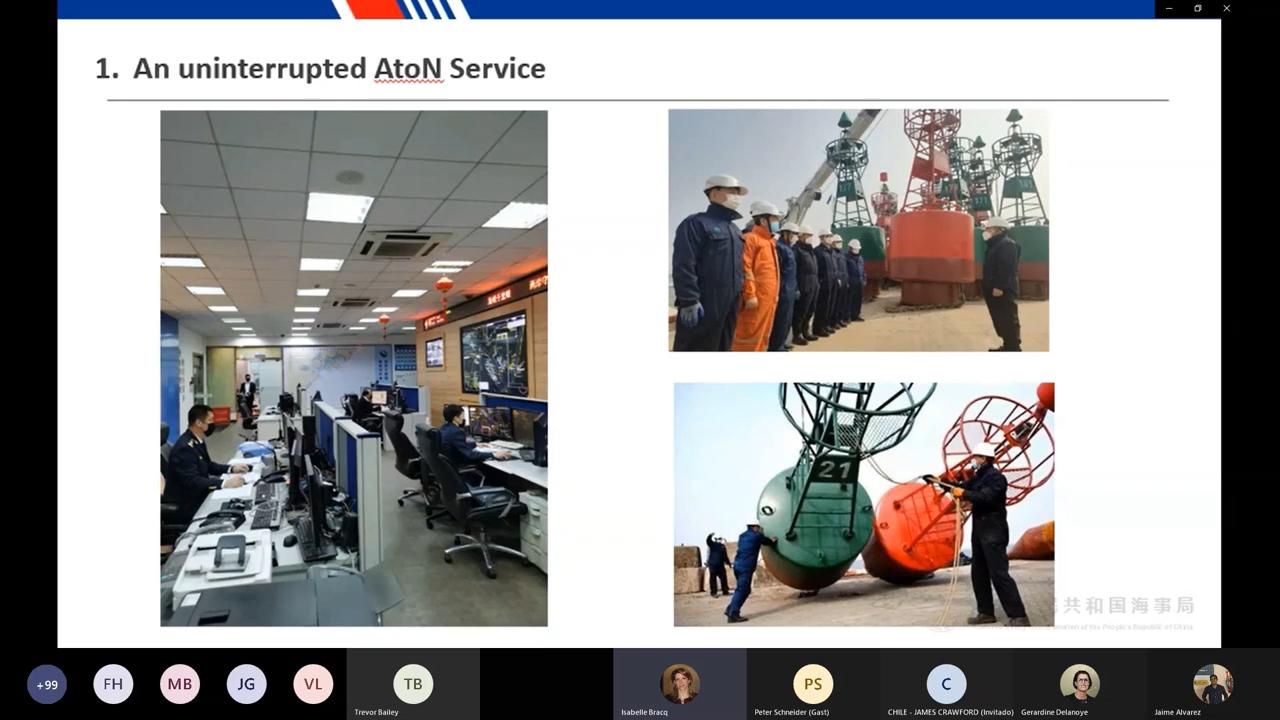 1. An uninterrupted AtoN Service
21
共和国海事局
+99
FH
MB
JG
VL
TB
PS
C
Trevor Bailey
Isabelle Bracq
Peter Schneider (Gast)
CHILE - JAMES CRAWFORD (Invitado)
Gerardine Delanoye
Jaime Alvarez